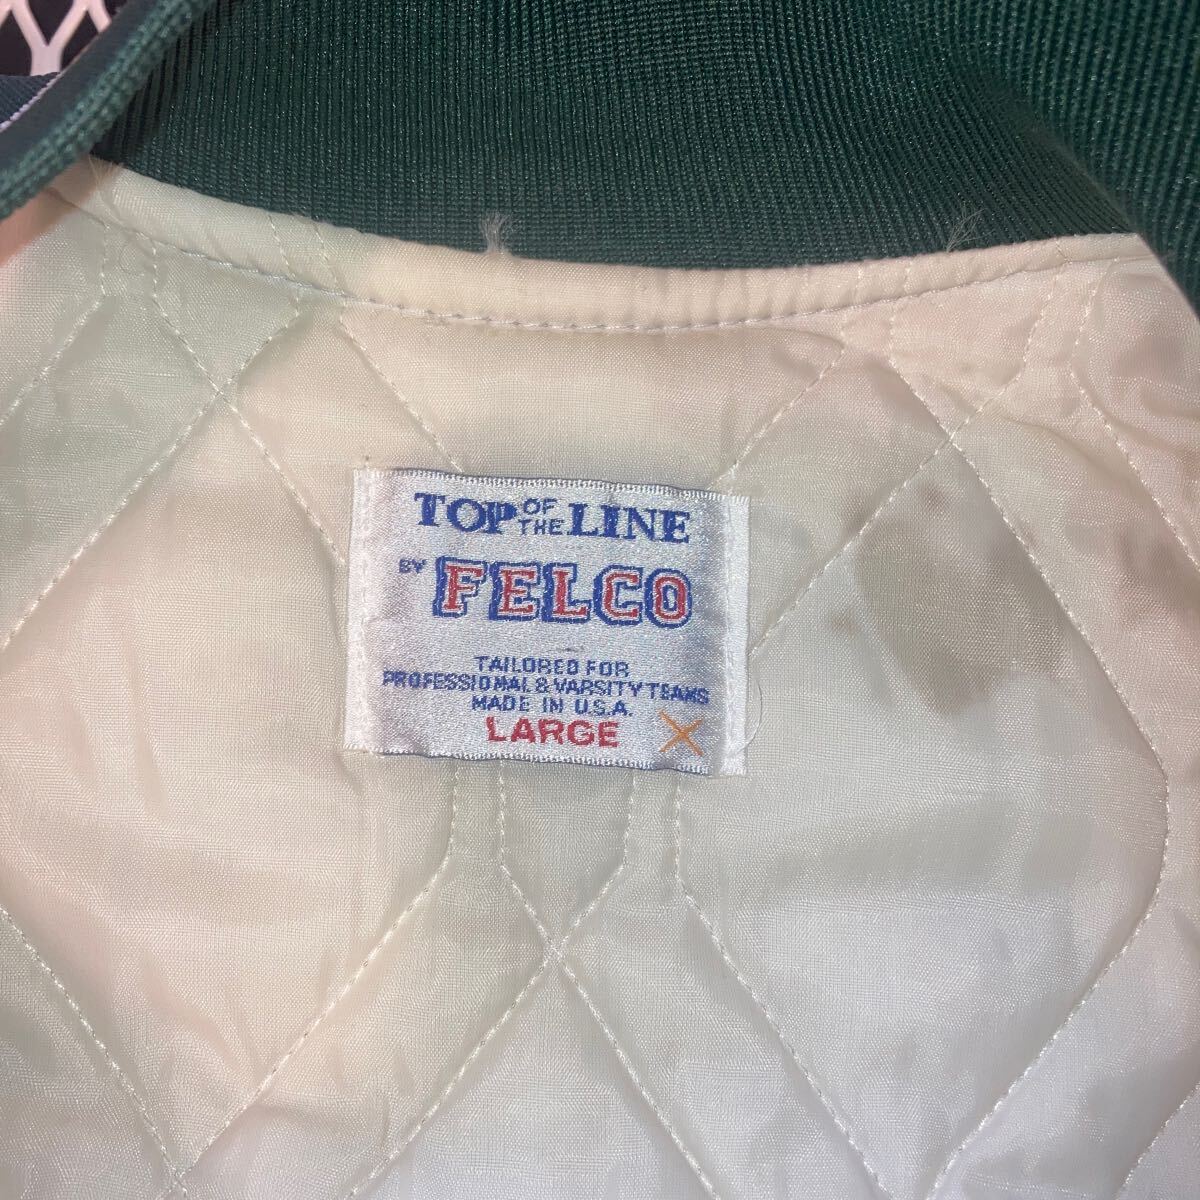 TOP OF THE LINE
BY FELCO
TAILORED FOR
PROFESSIONAL & VARSITY TEAMS
MADE IN U.S.A.
LARGE X